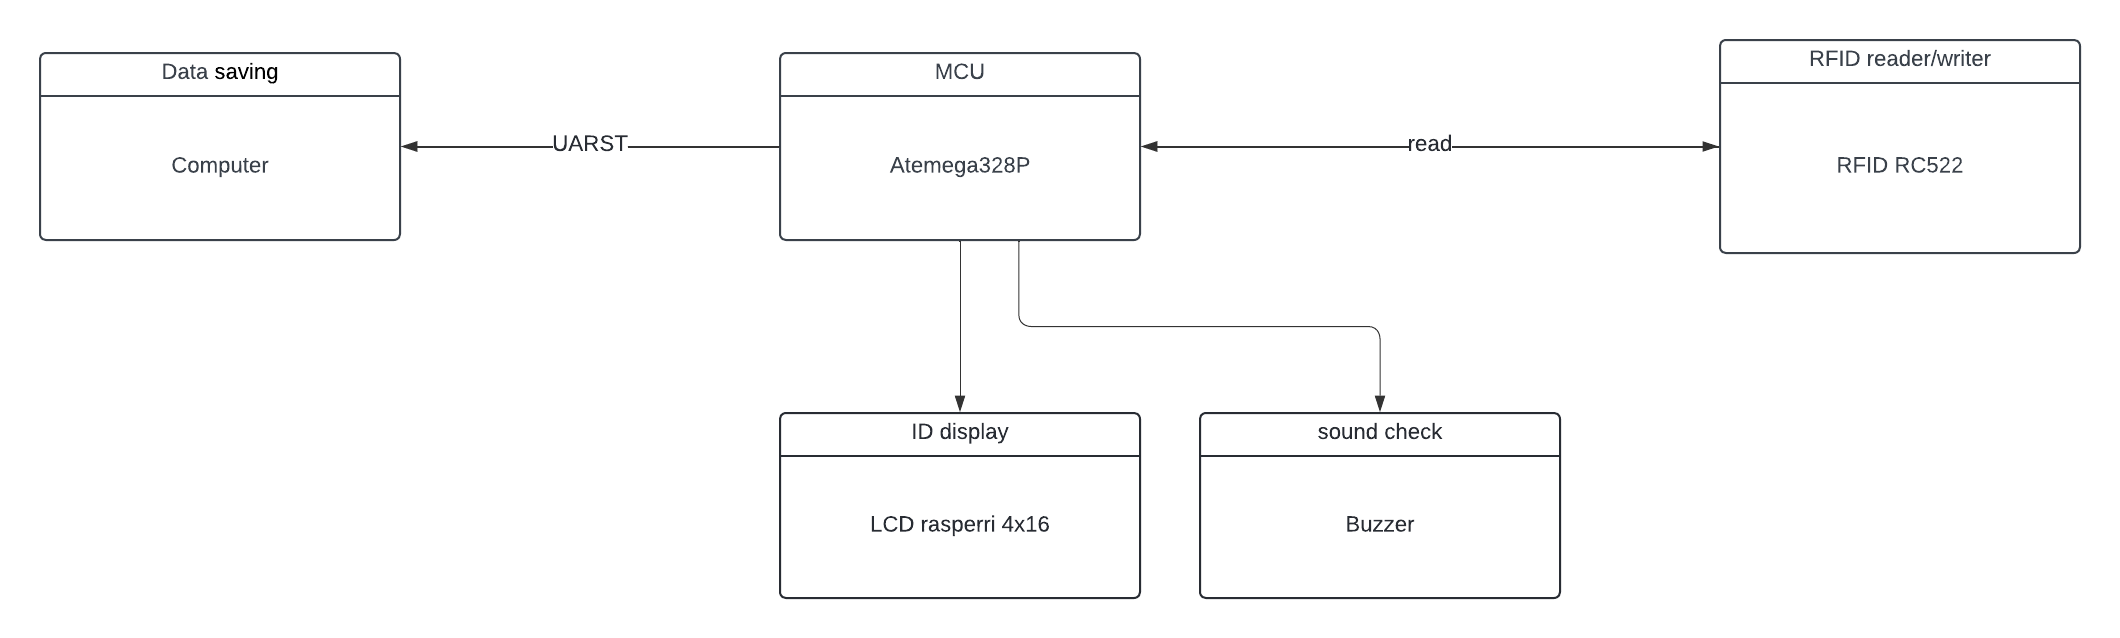 Data saving
Computer
UARST
MCU
Atemega328P
read
RFID reader/writer
RFID RC522
ID display
LCD rasperri 4x16
sound check
Buzzer